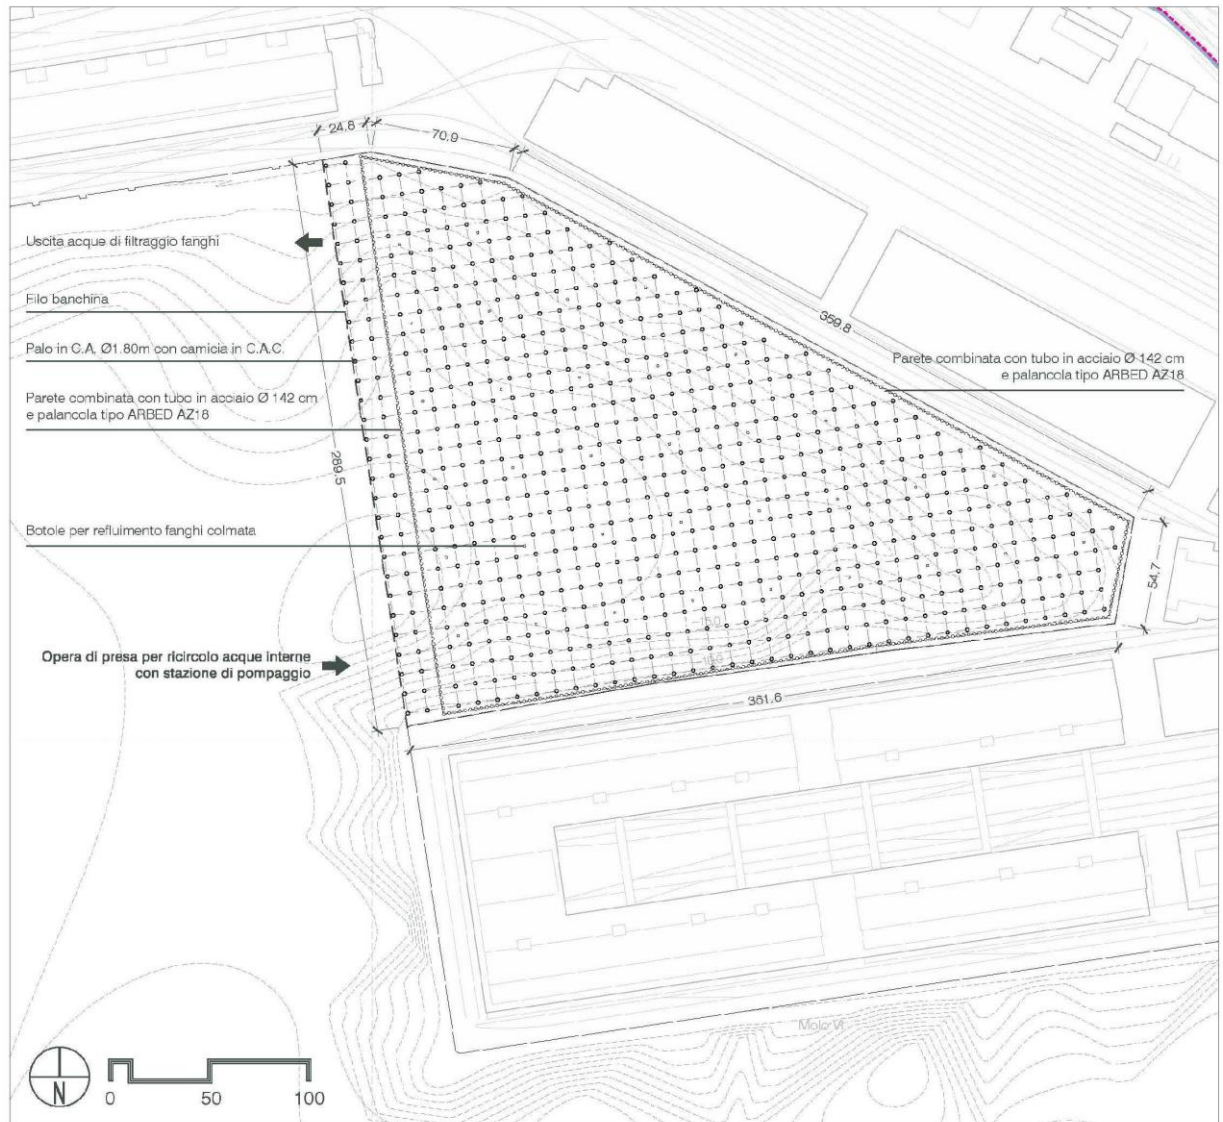 24.8
70.9
Uscita acque di filtraggio fanghi
Filo banchina
359.8
Palo in C.A. Ø1.80m con camicia in C.A.C.
Parete combinata con tubo in acciaio Ø 142 cm
e palancola tipo ARBED AZ18
Parete combinata con tubo in acciaio Ø 142 cm
e palancola tipo ARBED AZ18
289.5
Botole per refluimento fanghi colmata
54.7
Opera di presa per ricircolo acque interne
con stazione di pompaggio
351.6
Molo VI
N
0 50 100